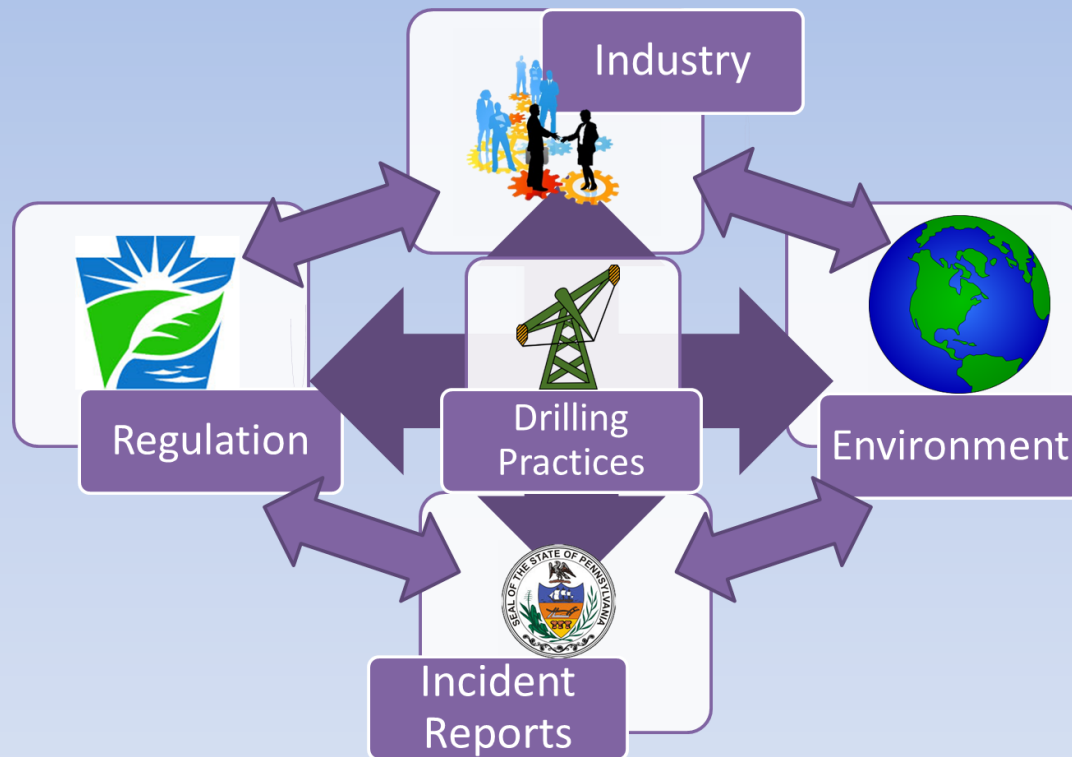 Industry
Regulation
Drilling
Practices
Environment
SEAL OF THE STATE OF PENNSYLVANIA
Incident
Reports